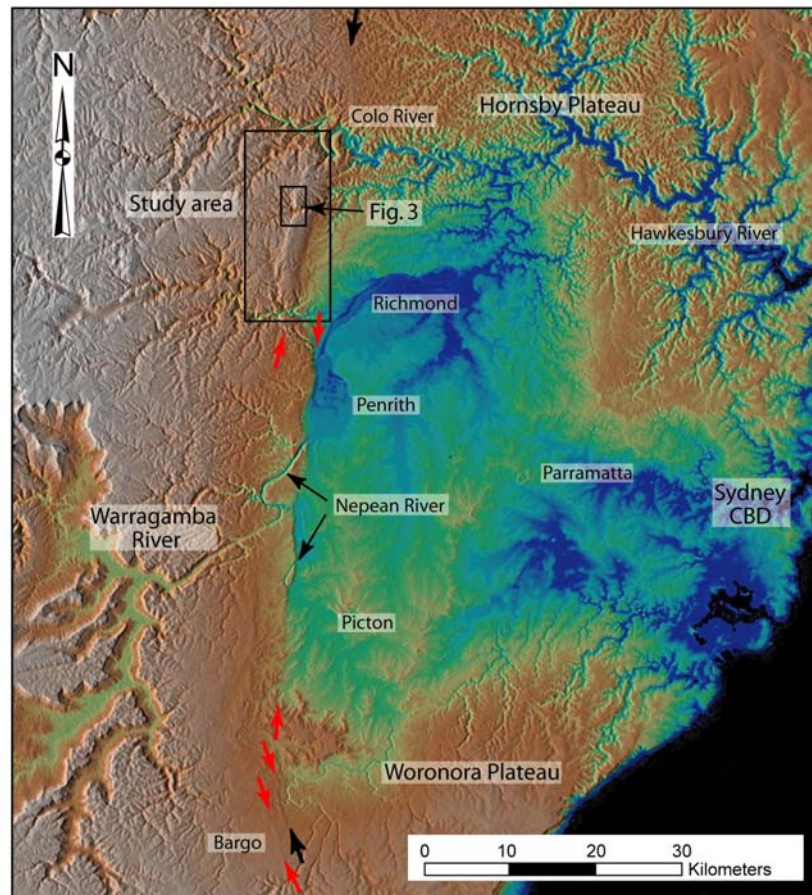 N
Colo River
Hornsby Plateau
Study area
Fig. 3
Hawkesbury River
Richmond
Penrith
Parramatta
Nepean River
Sydney
CBD
Warragamba
River
Picton
Woronora Plateau
Bargo
0 10 20 30
Kilometers